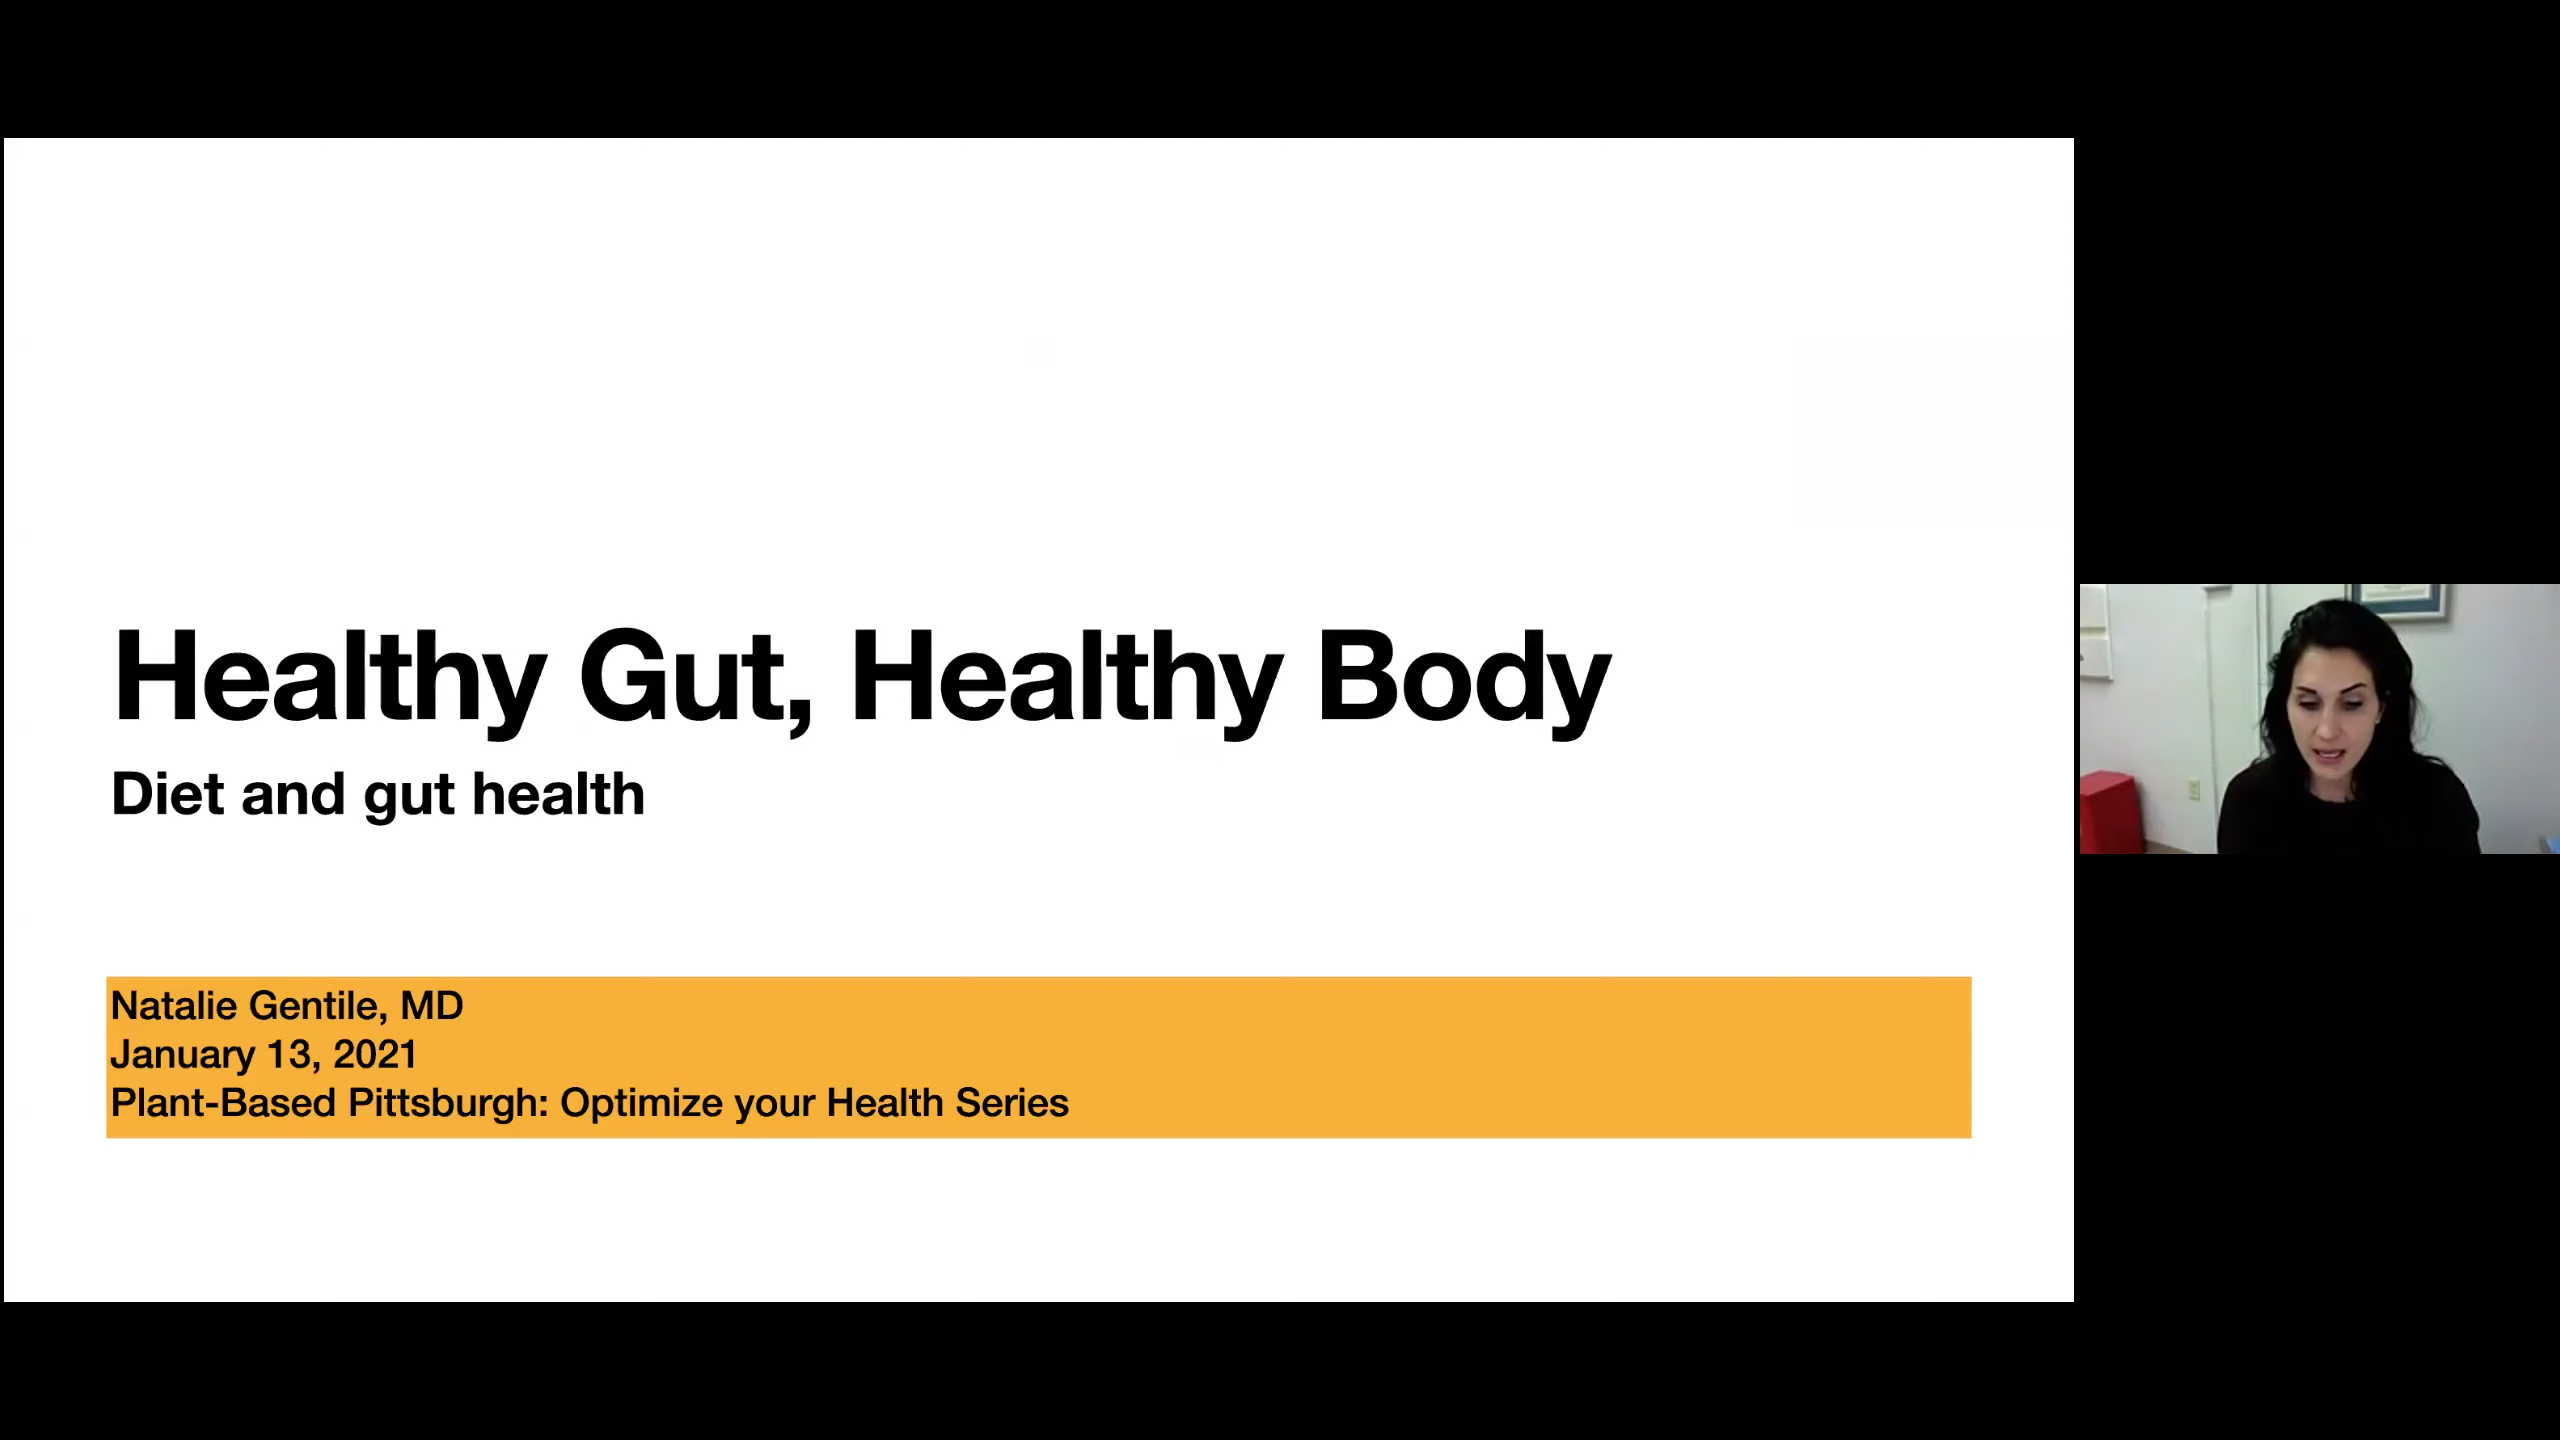 Healthy Gut, Healthy Body
Diet and gut health
Natalie Gentile, MD
January 13, 2021
Plant-Based Pittsburgh: Optimize your Health Series